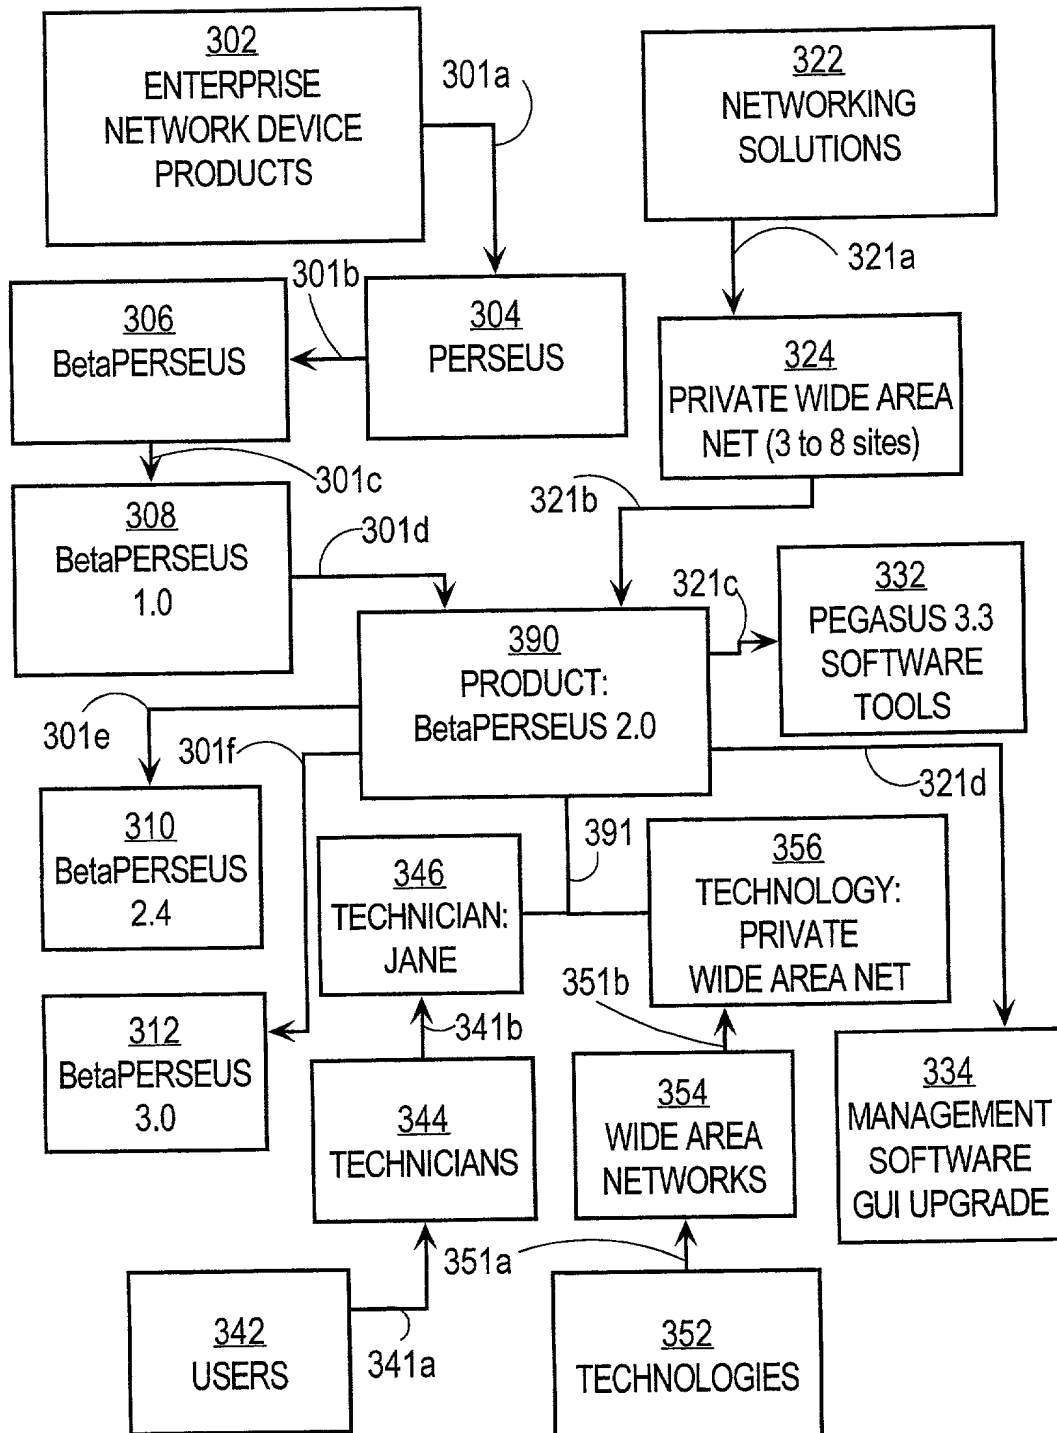 302
ENTERPRISE
NETWORK DEVICE
PRODUCTS
301a
322
NETWORKING
SOLUTIONS
321a
301b
306
BetaPERSEUS
304
PERSEUS
324
PRIVATE WIDE AREA
NET (3 to 8 sites)
301c
321b
308
BetaPERSEUS
1.0
301d
321c
332
PEGASUS 3.3
SOFTWARE
TOOLS
390
PRODUCT:
BetaPERSEUS 2.0
301e
301f
321d
310
BetaPERSEUS
2.4
391
346
TECHNICIAN:
JANE
356
TECHNOLOGY:
PRIVATE
WIDE AREA NET
351b
341b
312
BetaPERSEUS
3.0
344
TECHNICIANS
354
WIDE AREA
NETWORKS
334
MANAGEMENT
SOFTWARE
GUI UPGRADE
351a
342
USERS
341a
352
TECHNOLOGIES